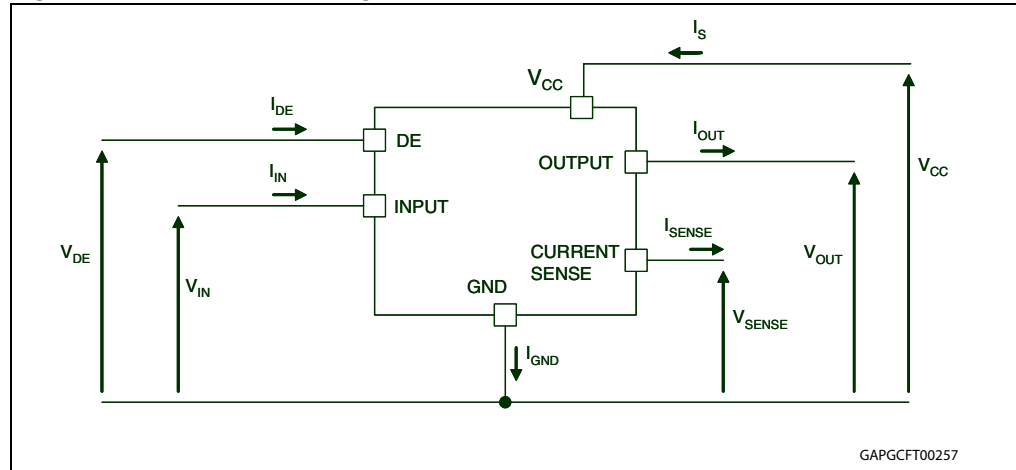 I_S
V_CC
I_DE
DE
I_OUT
OUTPUT
V_CC
I_IN
INPUT
I_SENSE
CURRENT
SENSE
V_DE
V_IN
V_OUT
GND
V_SENSE
I_GND
GAPGCFT00257